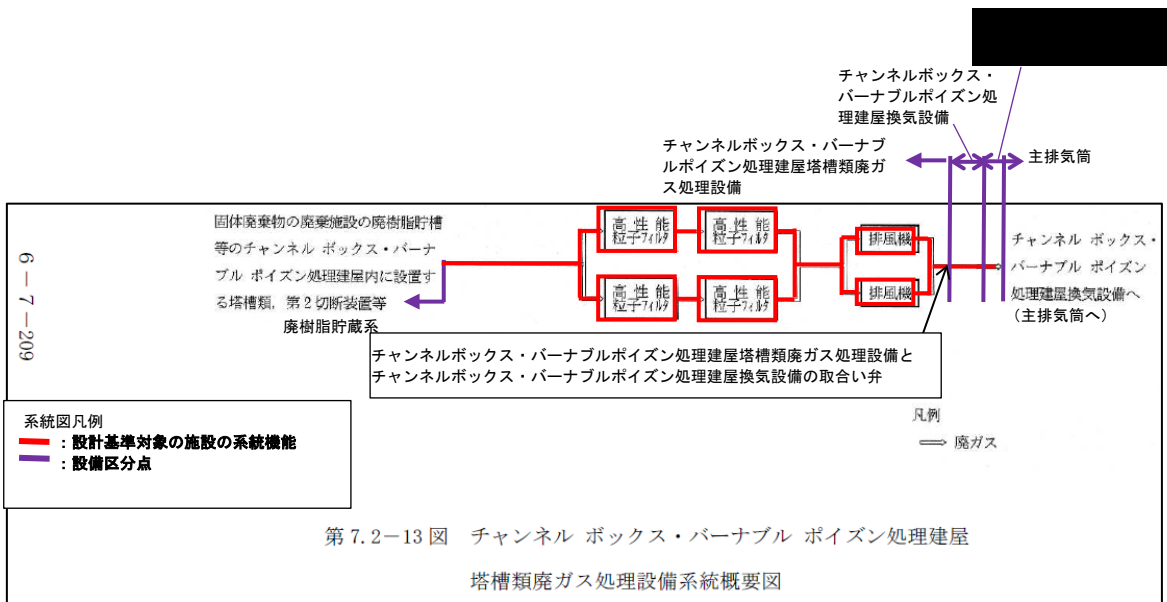 チャンネルボックス・
バーナブルポイズン処
理建屋換気設備
チャンネルボックス・バーナブ
ルポイズン処理建屋塔槽類廃ガ
ス処理設備
主排気筒
固体廃棄物の廃棄施設の廃樹脂貯槽
等のチャンネル ボックス・バーナ
ブル ポイズン処理建屋内に設置す
る塔槽類，第2切断装置等
廃樹脂貯蔵系
高性能
粒子フィルタ
高性能
粒子フィルタ
高性能
粒子フィルタ
高性能
粒子フィルタ
排風機
排風機
チャンネル ボックス・
バーナブル ポイズン
処理建屋換気設備へ
（主排気筒へ）
チャンネルボックス・バーナブルポイズン処理建屋塔槽類廃ガス処理設備と
チャンネルボックス・バーナブルポイズン処理建屋換気設備の取合い弁
6－7－209
系統図凡例
：設計基準対象の施設の系統機能
：設備区分点
凡例
廃ガス
第7.2－13図 チャンネル ボックス・バーナブル ポイズン処理建屋
塔槽類廃ガス処理設備系統概要図